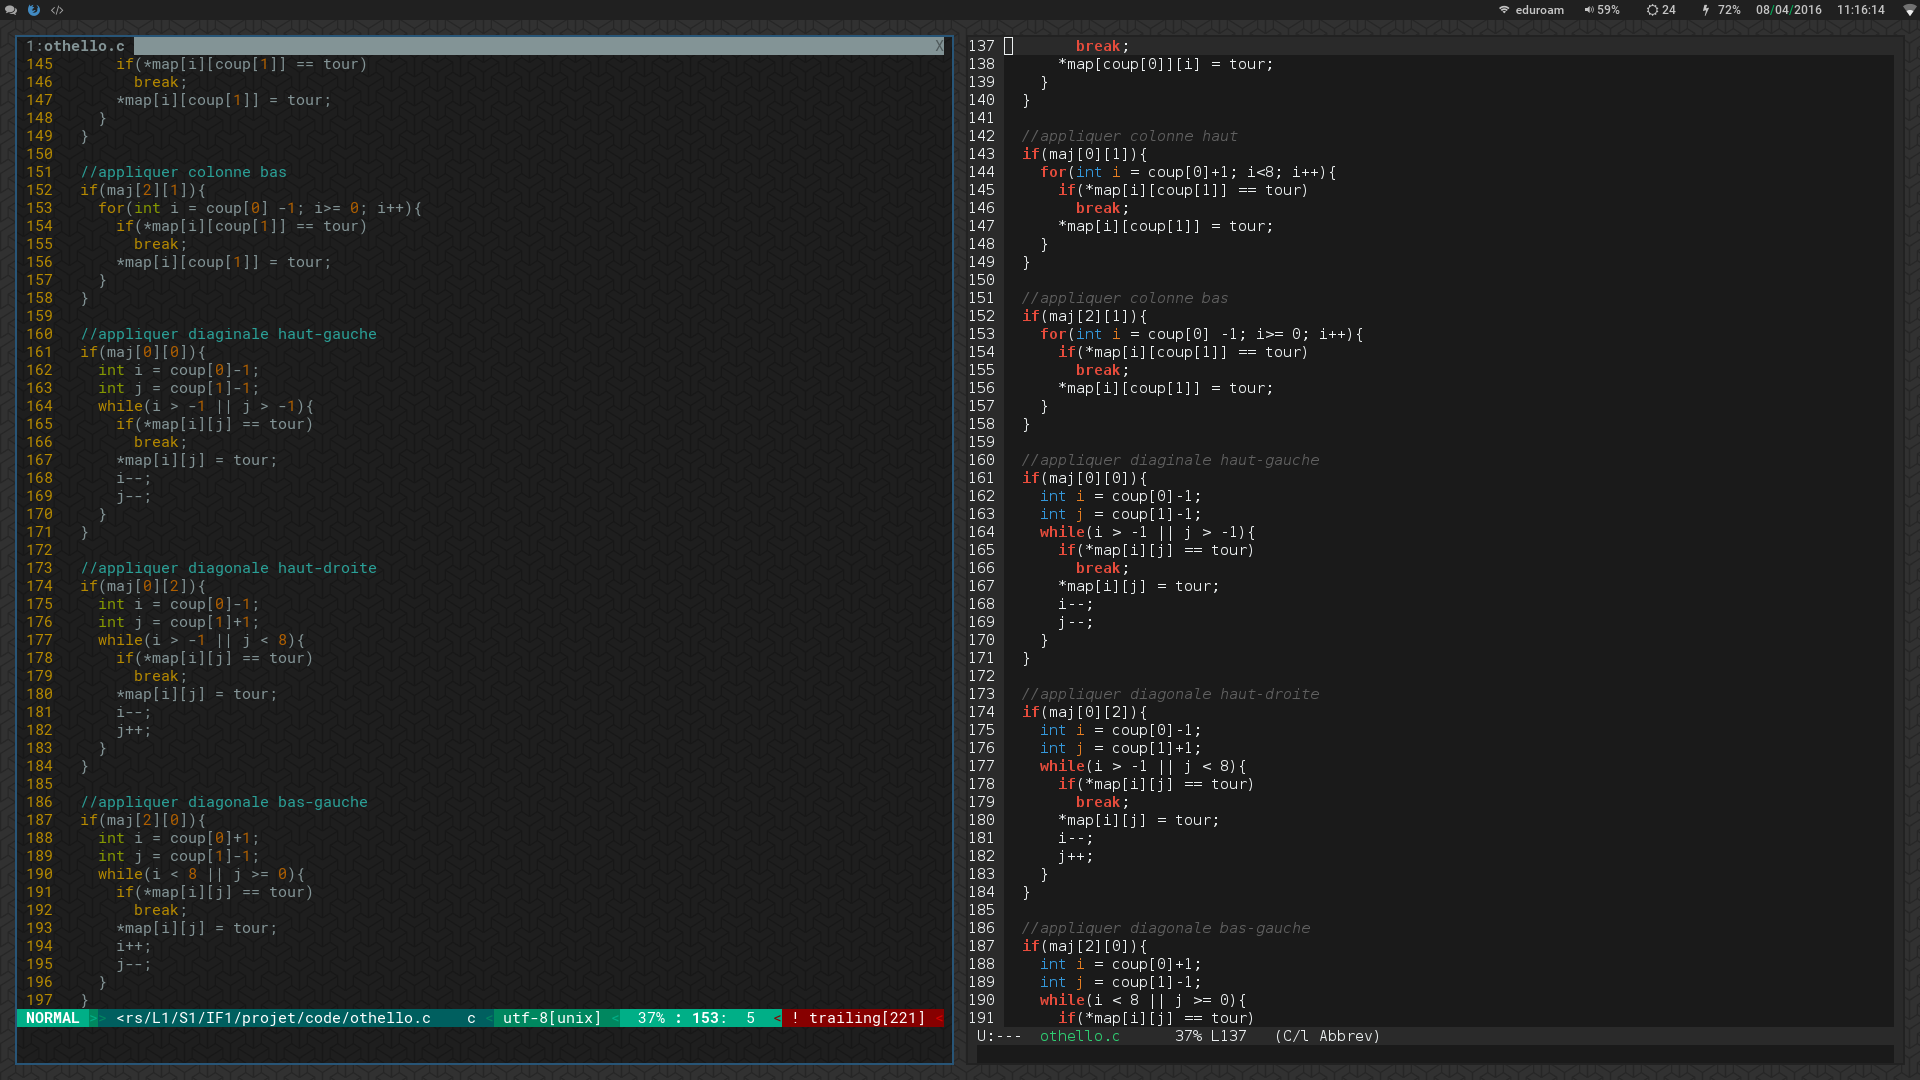 eduroam 59% 24 72% 08/04/2016 11:16:14
1:othello.c X
145       if(*map[i][coup[1]] == tour)
146         break;
147       *map[i][coup[1]] = tour;
148     }
149   }
150
151   //appliquer colonne bas
152   if(maj[2][1]){
153     for(int i = coup[0] -1; i>= 0; i++){
154       if(*map[i][coup[1]] == tour)
155         break;
156       *map[i][coup[1]] = tour;
157     }
158   }
159
160   //appliquer diaginale haut-gauche
161   if(maj[0][0]){
162     int i = coup[0]-1;
163     int j = coup[1]-1;
164     while(i > -1 || j > -1){
165       if(*map[i][j] == tour)
166         break;
167       *map[i][j] = tour;
168       i--;
169       j--;
170     }
171   }
172
173   //appliquer diagonale haut-droite
174   if(maj[0][2]){
175     int i = coup[0]-1;
176     int j = coup[1]+1;
177     while(i > -1 || j < 8){
178       if(*map[i][j] == tour)
179         break;
180       *map[i][j] = tour;
181       i--;
182       j++;
183     }
184   }
185
186   //appliquer diagonale bas-gauche
187   if(maj[2][0]){
188     int i = coup[0]+1;
189     int j = coup[1]-1;
190     while(i < 8 || j >= 0){
191       if(*map[i][j] == tour)
192         break;
193       *map[i][j] = tour;
194       i++;
195       j--;
196     }
197   }
NORMAL >> <rs/L1/S1/IF1/projet/code/othello.c    c < utf-8[unix] <  37% : 153:  5  < ! trailing[221] <
137         break;
138       *map[coup[0]][i] = tour;
139     }
140   }
141
142   //appliquer colonne haut
143   if(maj[0][1]){
144     for(int i = coup[0]+1; i<8; i++){
145       if(*map[i][coup[1]] == tour)
146         break;
147       *map[i][coup[1]] = tour;
148     }
149   }
150
151   //appliquer colonne bas
152   if(maj[2][1]){
153     for(int i = coup[0] -1; i>= 0; i++){
154       if(*map[i][coup[1]] == tour)
155         break;
156       *map[i][coup[1]] = tour;
157     }
158   }
159
160   //appliquer diaginale haut-gauche
161   if(maj[0][0]){
162     int i = coup[0]-1;
163     int j = coup[1]-1;
164     while(i > -1 || j > -1){
165       if(*map[i][j] == tour)
166         break;
167       *map[i][j] = tour;
168       i--;
169       j--;
170     }
171   }
172
173   //appliquer diagonale haut-droite
174   if(maj[0][2]){
175     int i = coup[0]-1;
176     int j = coup[1]+1;
177     while(i > -1 || j < 8){
178       if(*map[i][j] == tour)
179         break;
180       *map[i][j] = tour;
181       i--;
182       j++;
183     }
184   }
185
186   //appliquer diagonale bas-gauche
187   if(maj[2][0]){
188     int i = coup[0]+1;
189     int j = coup[1]-1;
190     while(i < 8 || j >= 0){
191       if(*map[i][j] == tour)
U:---  othello.c      37% L137   (C/l Abbrev)